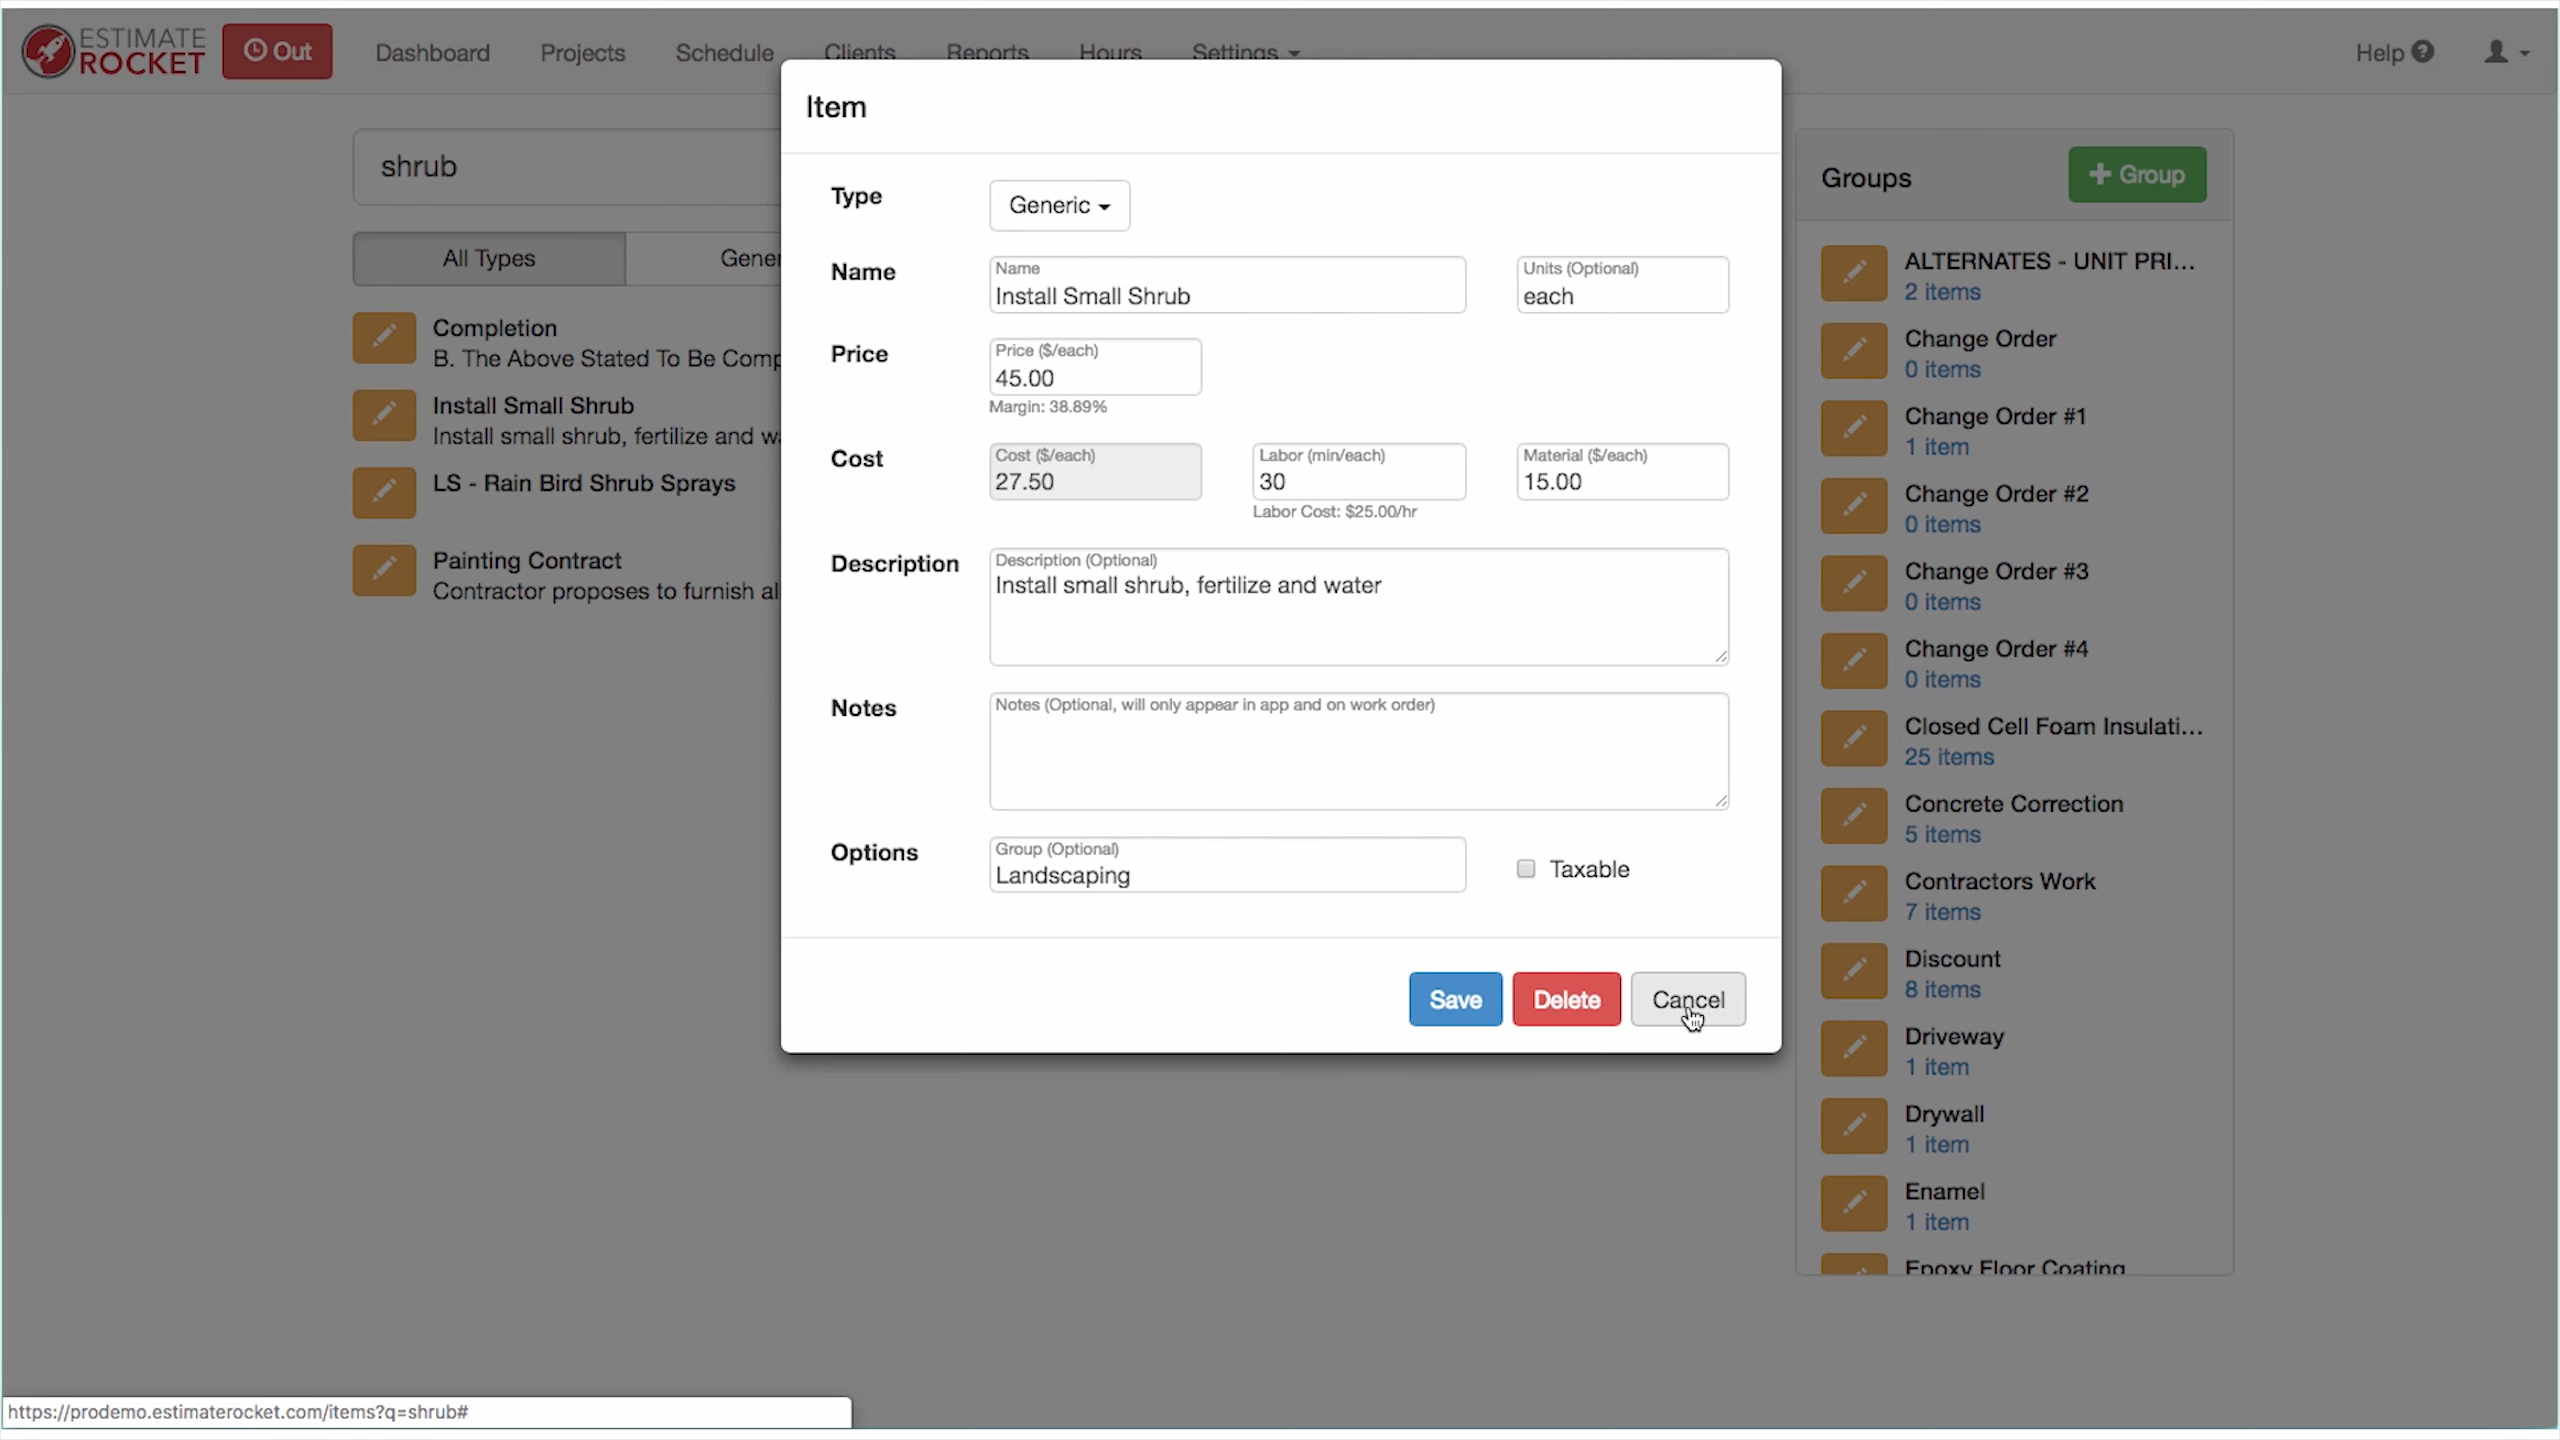 ESTIMATE
ROCKET
Out
Dashboard
Projects
Schedule
Clients
Reports
Hours
Settings
Help
shrub
All Types
Gener
Completion
B. The Above Stated To Be Comp
Install Small Shrub
Install small shrub, fertilize and wa
LS - Rain Bird Shrub Sprays
Painting Contract
Contractor proposes to furnish al
Item
Type
Generic
Name
Name
Install Small Shrub
Units (Optional)
each
Price
Price ($/each)
45.00
Margin: 38.89%
Cost
Cost ($/each)
27.50
Labor (min/each)
30
Labor Cost: $25.00/hr
Material ($/each)
15.00
Description
Description (Optional)
Install small shrub, fertilize and water
Notes
Notes (Optional, will only appear in app and on work order)
Options
Group (Optional)
Landscaping
Taxable
Save
Delete
Cancel
Groups
Group
ALTERNATES - UNIT PRI...
2 items
Change Order
0 items
Change Order #1
1 item
Change Order #2
0 items
Change Order #3
0 items
Change Order #4
0 items
Closed Cell Foam Insulati...
25 items
Concrete Correction
5 items
Contractors Work
7 items
Discount
8 items
Driveway
1 item
Drywall
1 item
Enamel
1 item
Epoxy Floor Coating
https://prodemo.estimaterocket.com/items?q=shrub#